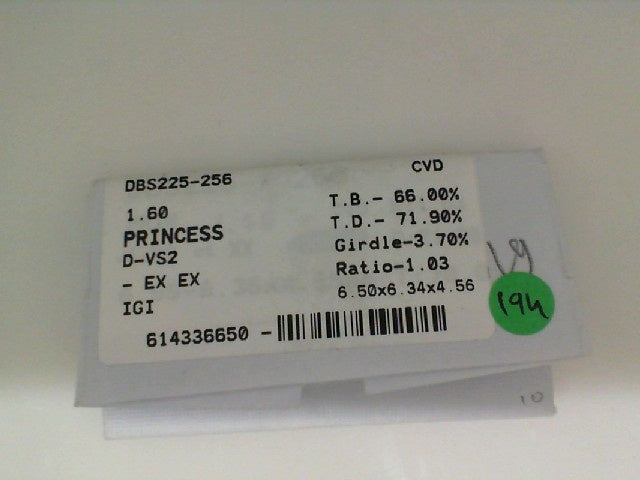 DBS225-256
CVD
1.60
PRINCESS
D-VS2
- EX EX
IGI
T.B.- 66.00%
T.D.- 71.90%
Girdle-3.70%
Ratio-1.03
6.50x6.34x4.56
614336650 -
10